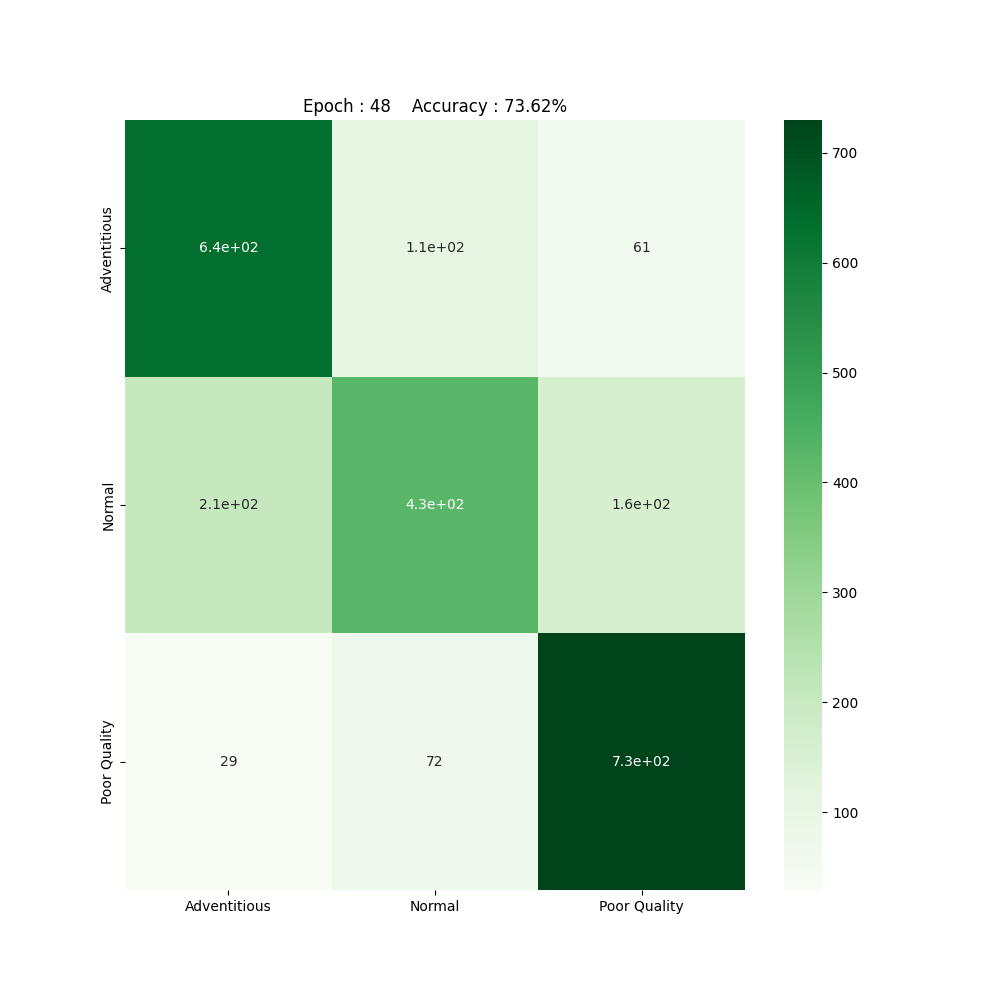 Epoch : 48    Accuracy : 73.62%
Adventitious
6.4e+02
1.1e+02
61
Normal
2.1e+02
4.3e+02
1.6e+02
Poor Quality
29
72
7.3e+02
Adventitious
Normal
Poor Quality
700
600
500
400
300
200
100